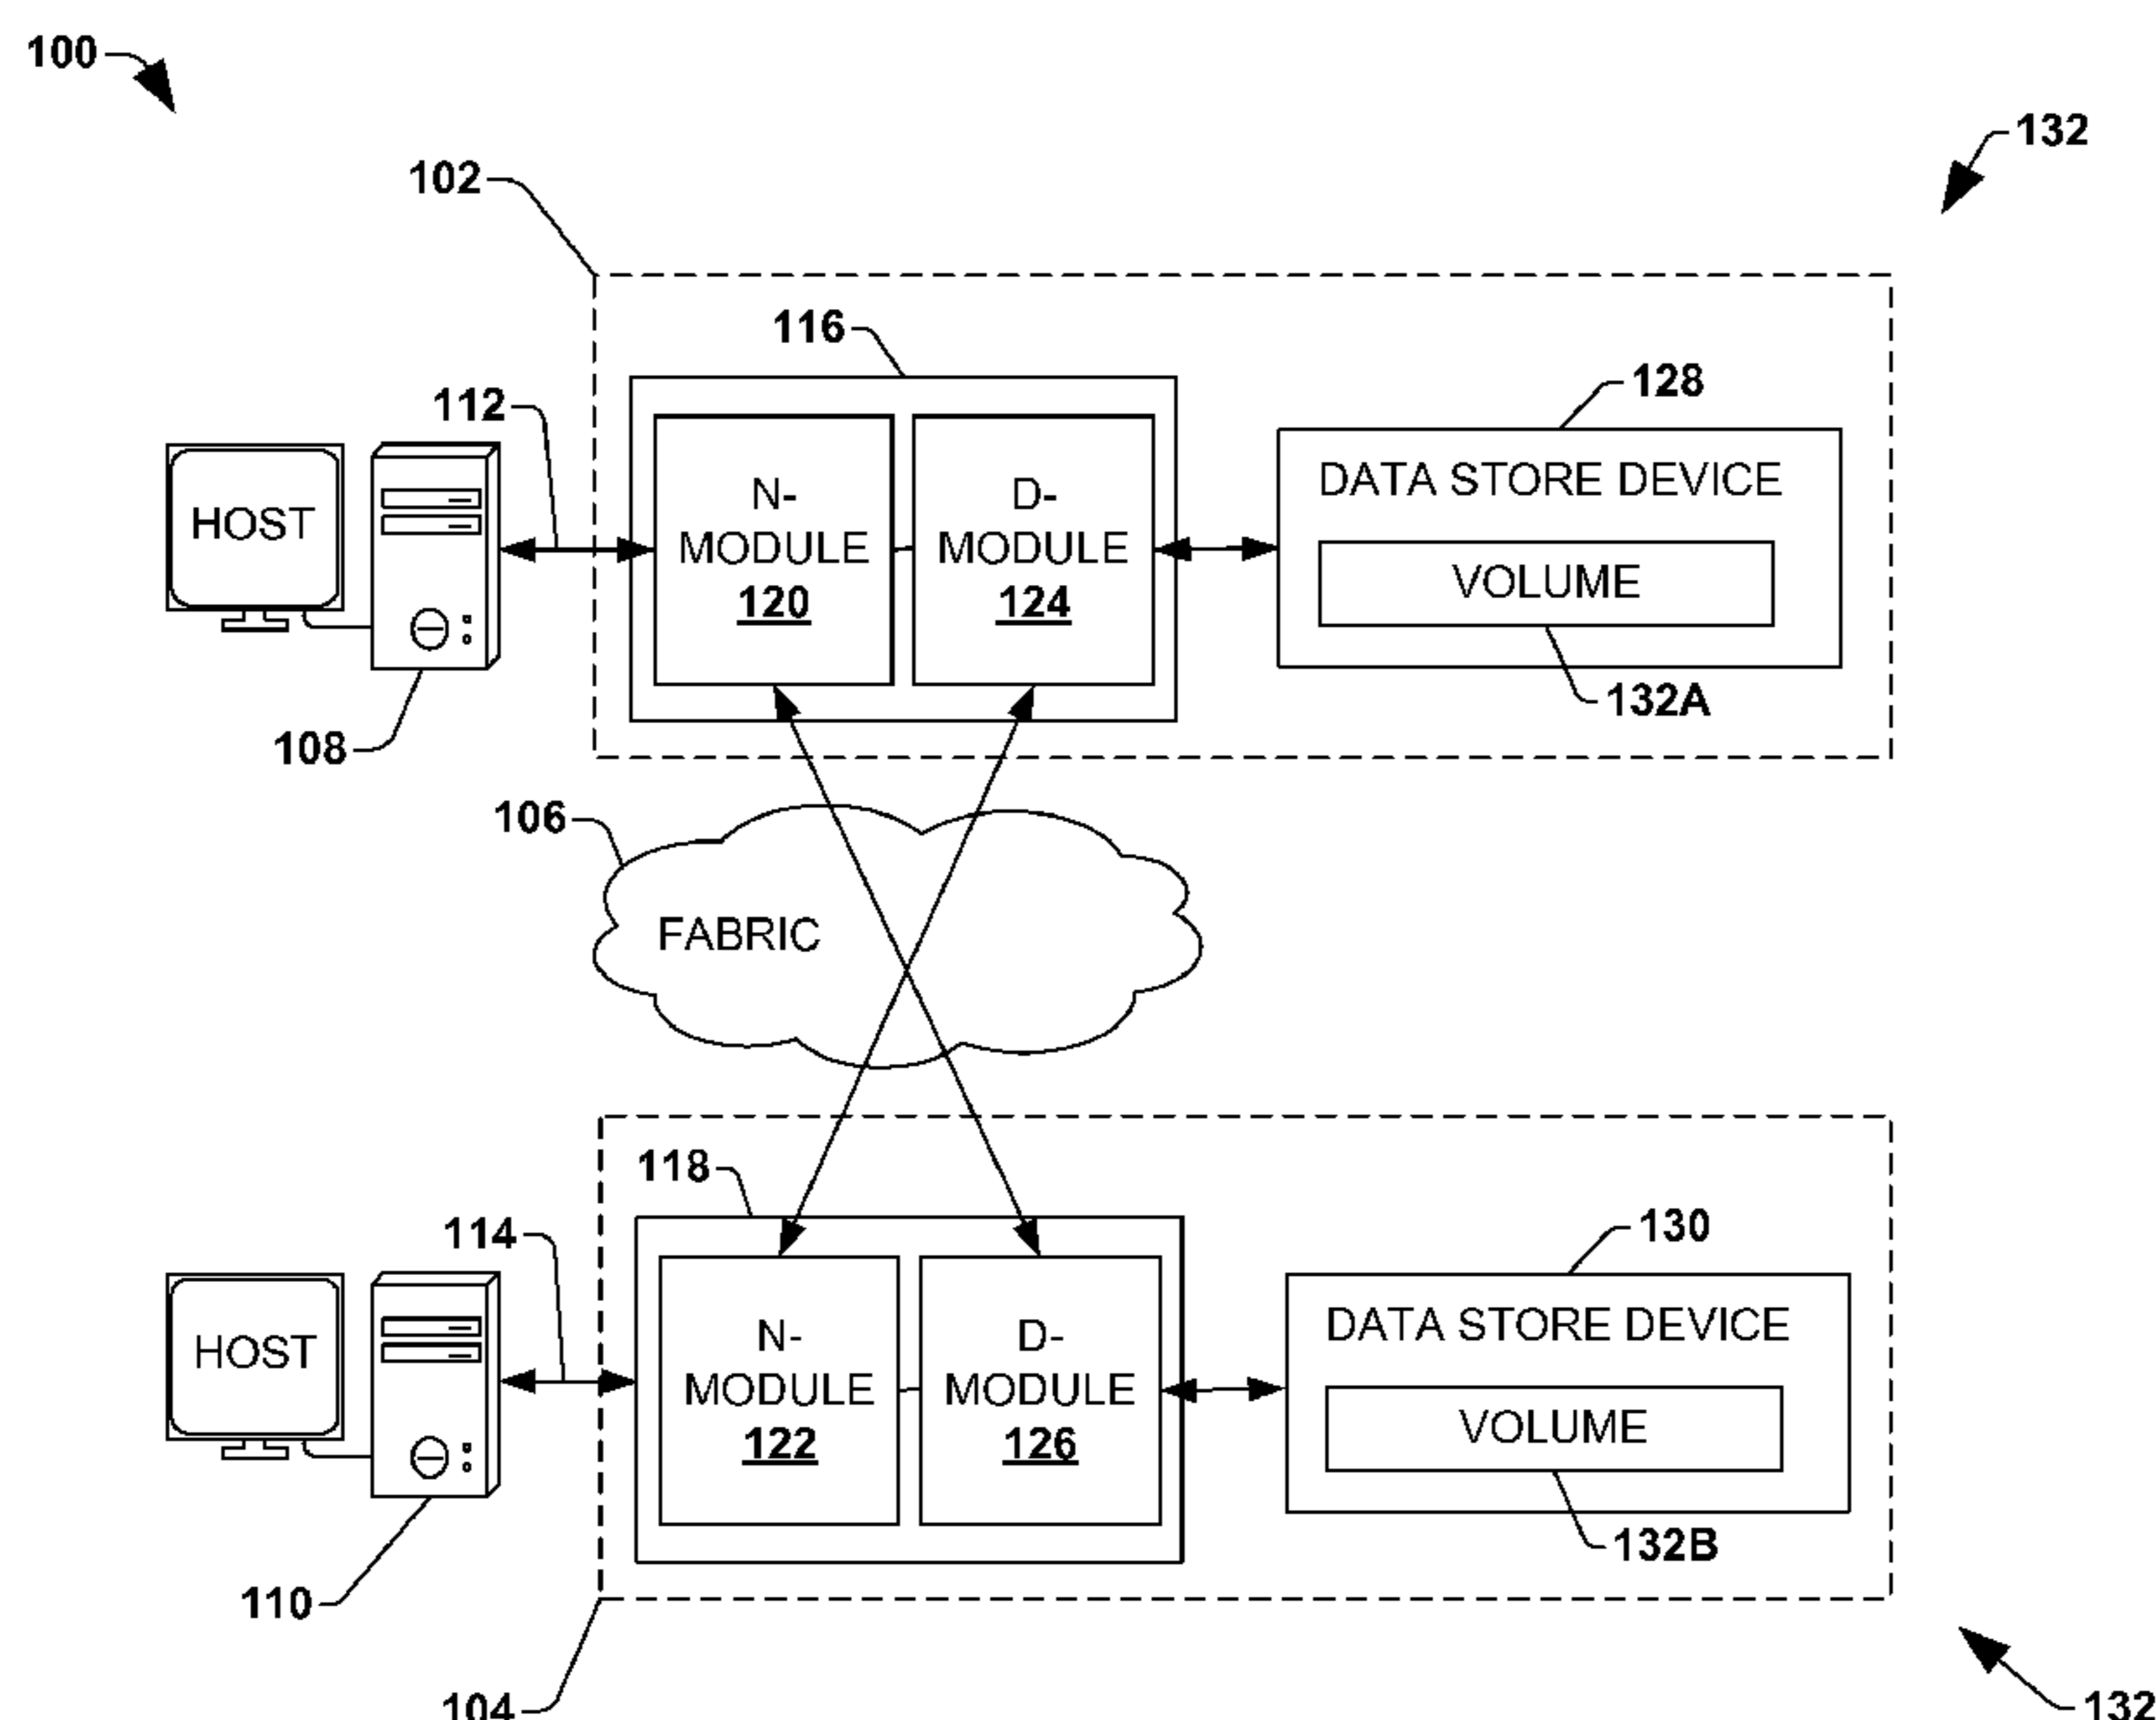 100
132
102
116
128
112
HOST
N-
MODULE
120
D-
MODULE
124
DATA STORE DEVICE
VOLUME
132A
108
106
FABRIC
118
130
114
HOST
N-
MODULE
122
D-
MODULE
126
DATA STORE DEVICE
VOLUME
132B
110
104
132